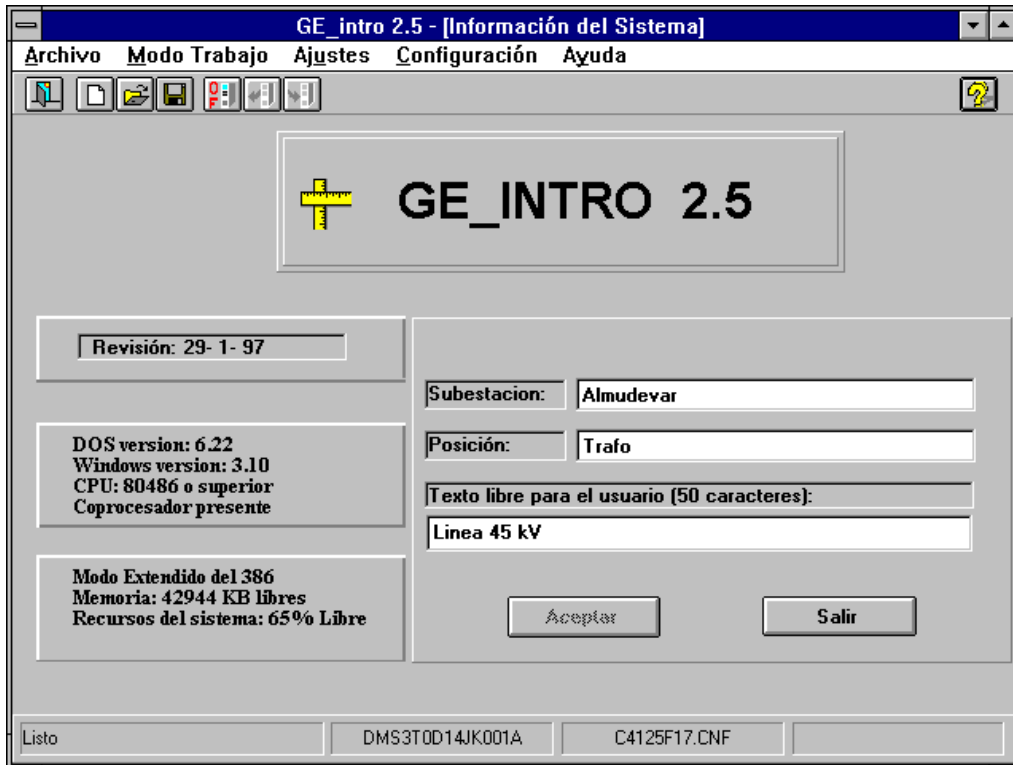 GE_intro 2.5 - [Información del Sistema]
Archivo Modo Trabajo Ajustes Configuración Ayuda
GE_INTRO 2.5
Revisión: 29- 1- 97
DOS version: 6.22
Windows version: 3.10
CPU: 80486 o superior
Coprocesador presente
Modo Extendido del 386
Memoria: 42944 KB libres
Recursos del sistema: 65% Libre
Subestacion: Almudevar
Posición: Trafo
Texto libre para el usuario (50 caracteres):
Linea 45 kV
Aceptar Salir
Listo DMS3T0D14JK001A C4125F17.CNF